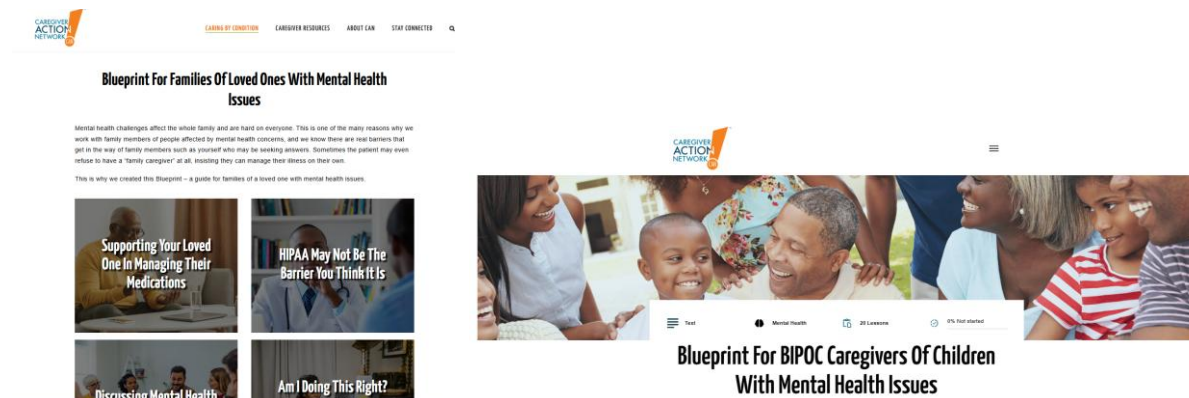 CAREGIVER
ACTION
NETWORK
CARING BY CONDITION
CAREGIVER RESOURCES
ABOUT CAN
STAY CONNECTED
Blueprint For Families Of Loved Ones With Mental Health
Issues
Mental health challenges affect the whole family and are hard on everyone. This is one of the many reasons why we
work with family members of people affected by mental health concerns, and we know there are real barriers that
get in the way of family members such as yourself who may be seeking answers. Sometimes the patient may even
refuse to have a "family caregiver" at all, insisting they can manage their illness on their own.
This is why we created this Blueprint – a guide for families of a loved one with mental health issues.
Supporting Your Loved
One In Managing Their
Medications
HIPAA May Not Be The
Barrier You Think It Is
Discussing Mental Health
Am I Doing This Right?
CAREGIVER
ACTION
NETWORK
Text
Mental Health
20 Lessons
0% Not started
Blueprint For BIPOC Caregivers Of Children
With Mental Health Issues